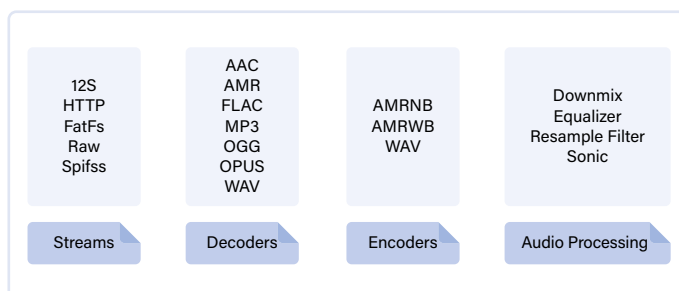 12S
HTTP
FatFs
Raw
Spifss
Streams
AAC
AMR
FLAC
MP3
OGG
OPUS
WAV
Decoders
AMRNB
AMRWB
WAV
Encoders
Downmix
Equalizer
Resample Filter
Sonic
Audio Processing